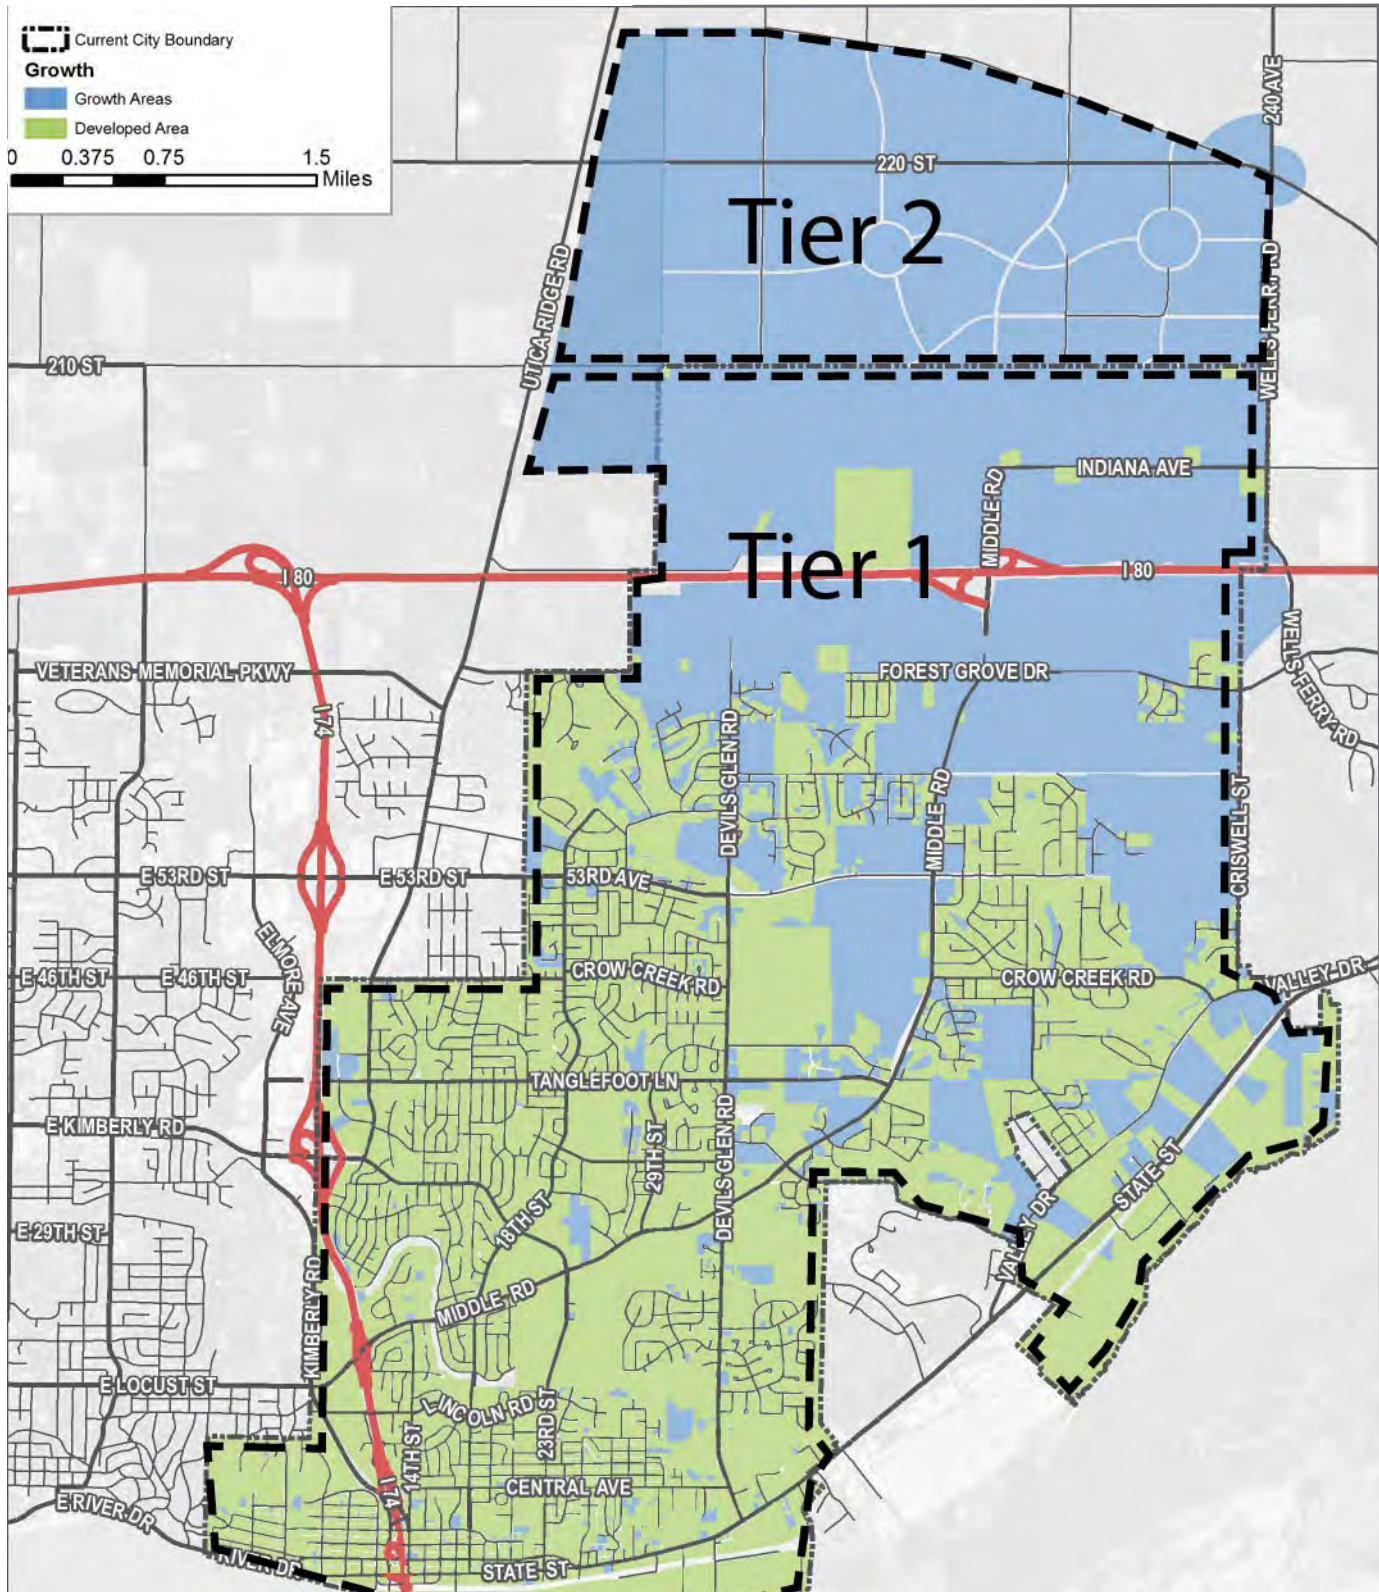 Current City Boundary
Growth
Growth Areas
Developed Area
0 0.375 0.75 1.5
Miles
240 AVE
220 ST
Tier 2
UTICA RIDGE RD
WELLS FERRY RD
210 ST
INDIANA AVE
MIDDLE RD
Tier 1
I 80
I 80
WELLS FERRY RD
VETERANS MEMORIAL PKWY
FOREST GROVE DR
I 74
DEVILS GLEN RD
MIDDLE RD
CRISWELL ST
E 53RD ST
E 53RD ST
53RD AVE
ELMORE AVE
E 46TH ST
E 46TH ST
CROW CREEK RD
CROW CREEK RD
VALLEY DR
TANGLEFOOT LN
E KIMBERLY RD
29TH ST
DEVILS GLEN RD
STATE ST
18TH ST
VALLEY DR
E 29TH ST
KIMBERLY RD
MIDDLE RD
E LOCUST ST
LINCOLN RD
23RD ST
14TH ST
CENTRAL AVE
I 74
E RIVER DR
RIVER DR
STATE ST